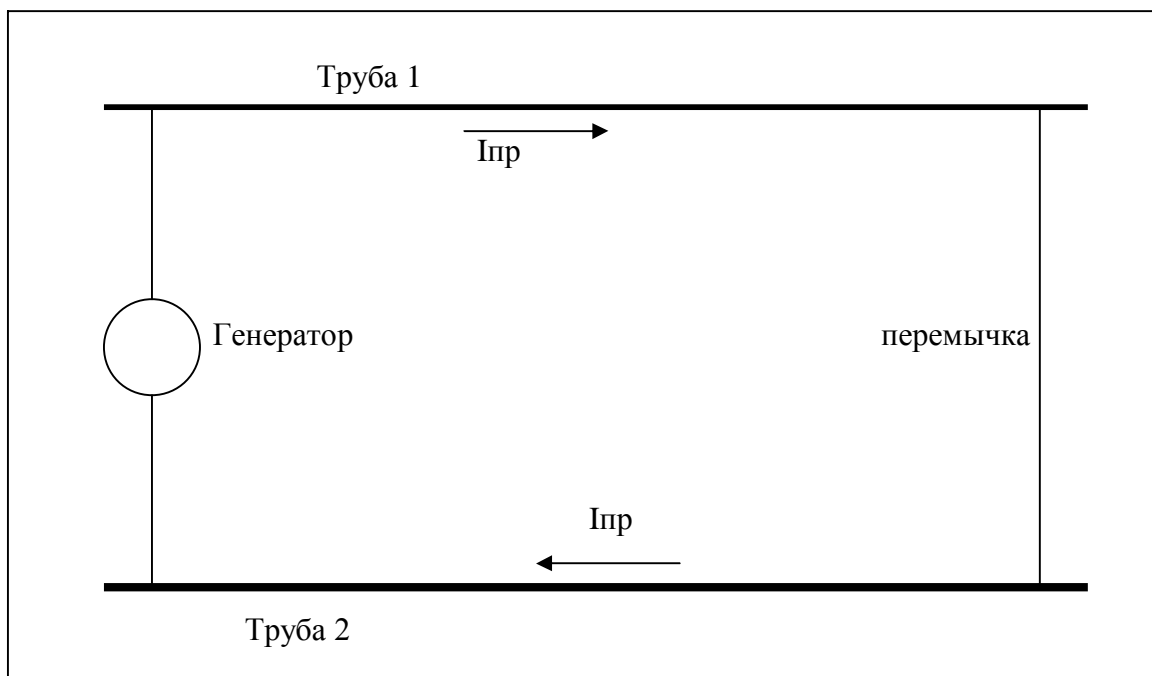 Труба 1
Iпр
Генератор
перемычка
Iпр
Труба 2